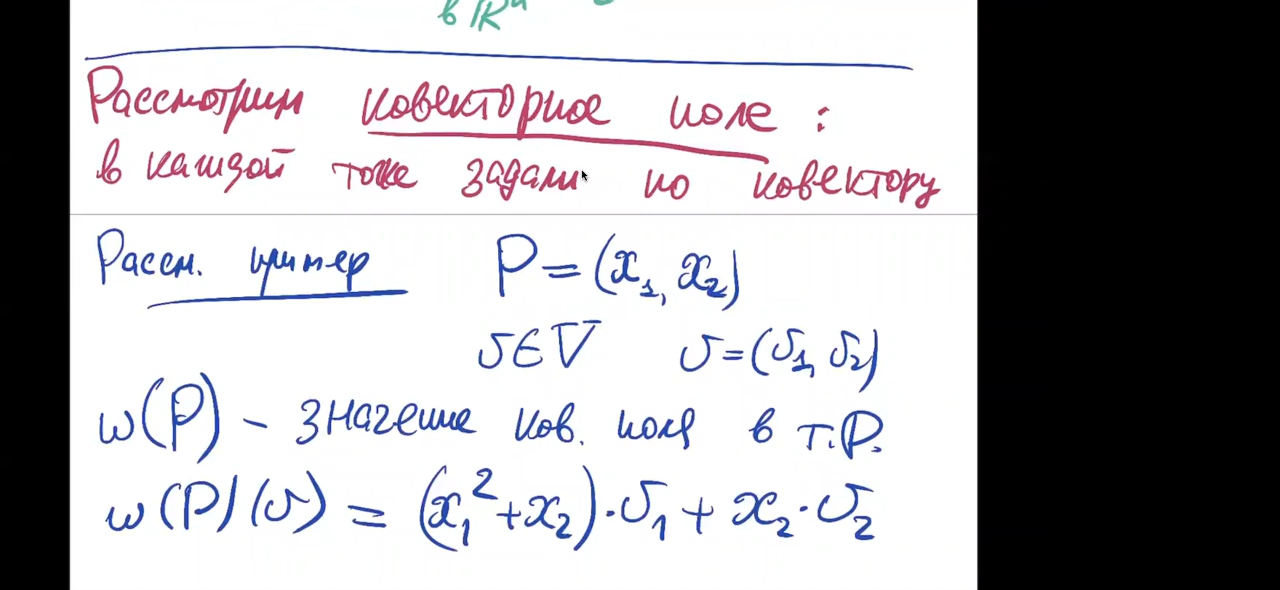 в ℝⁿ
Рассмотрим ковекторное поле :
в каждой точке задали по ковектору
Рассм. пример P = (x₁, x₂)
v ∈ V v = (v₁, v₂)
ω(P) – значение ков. поля в т.P.
ω(P)(v) = (x₁² + x₂)·v₁ + x₂·v₂